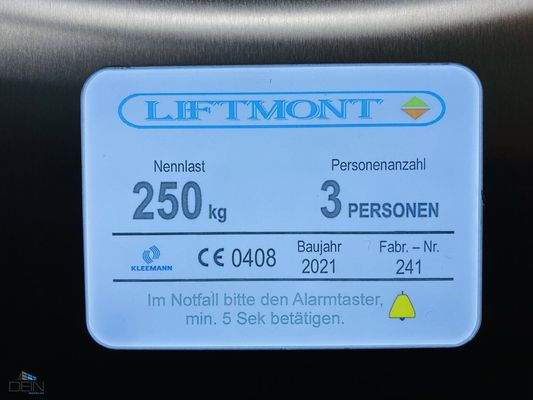 LIFTMONT
Nennlast
Personenanzahl
250 kg
3 PERSONEN
KLEEMANN
CE 0408
Baujahr
2021
Fabr. – Nr.
241
Im Notfall bitte den Alarmtaster,
min. 5 Sek betätigen.
DEIN